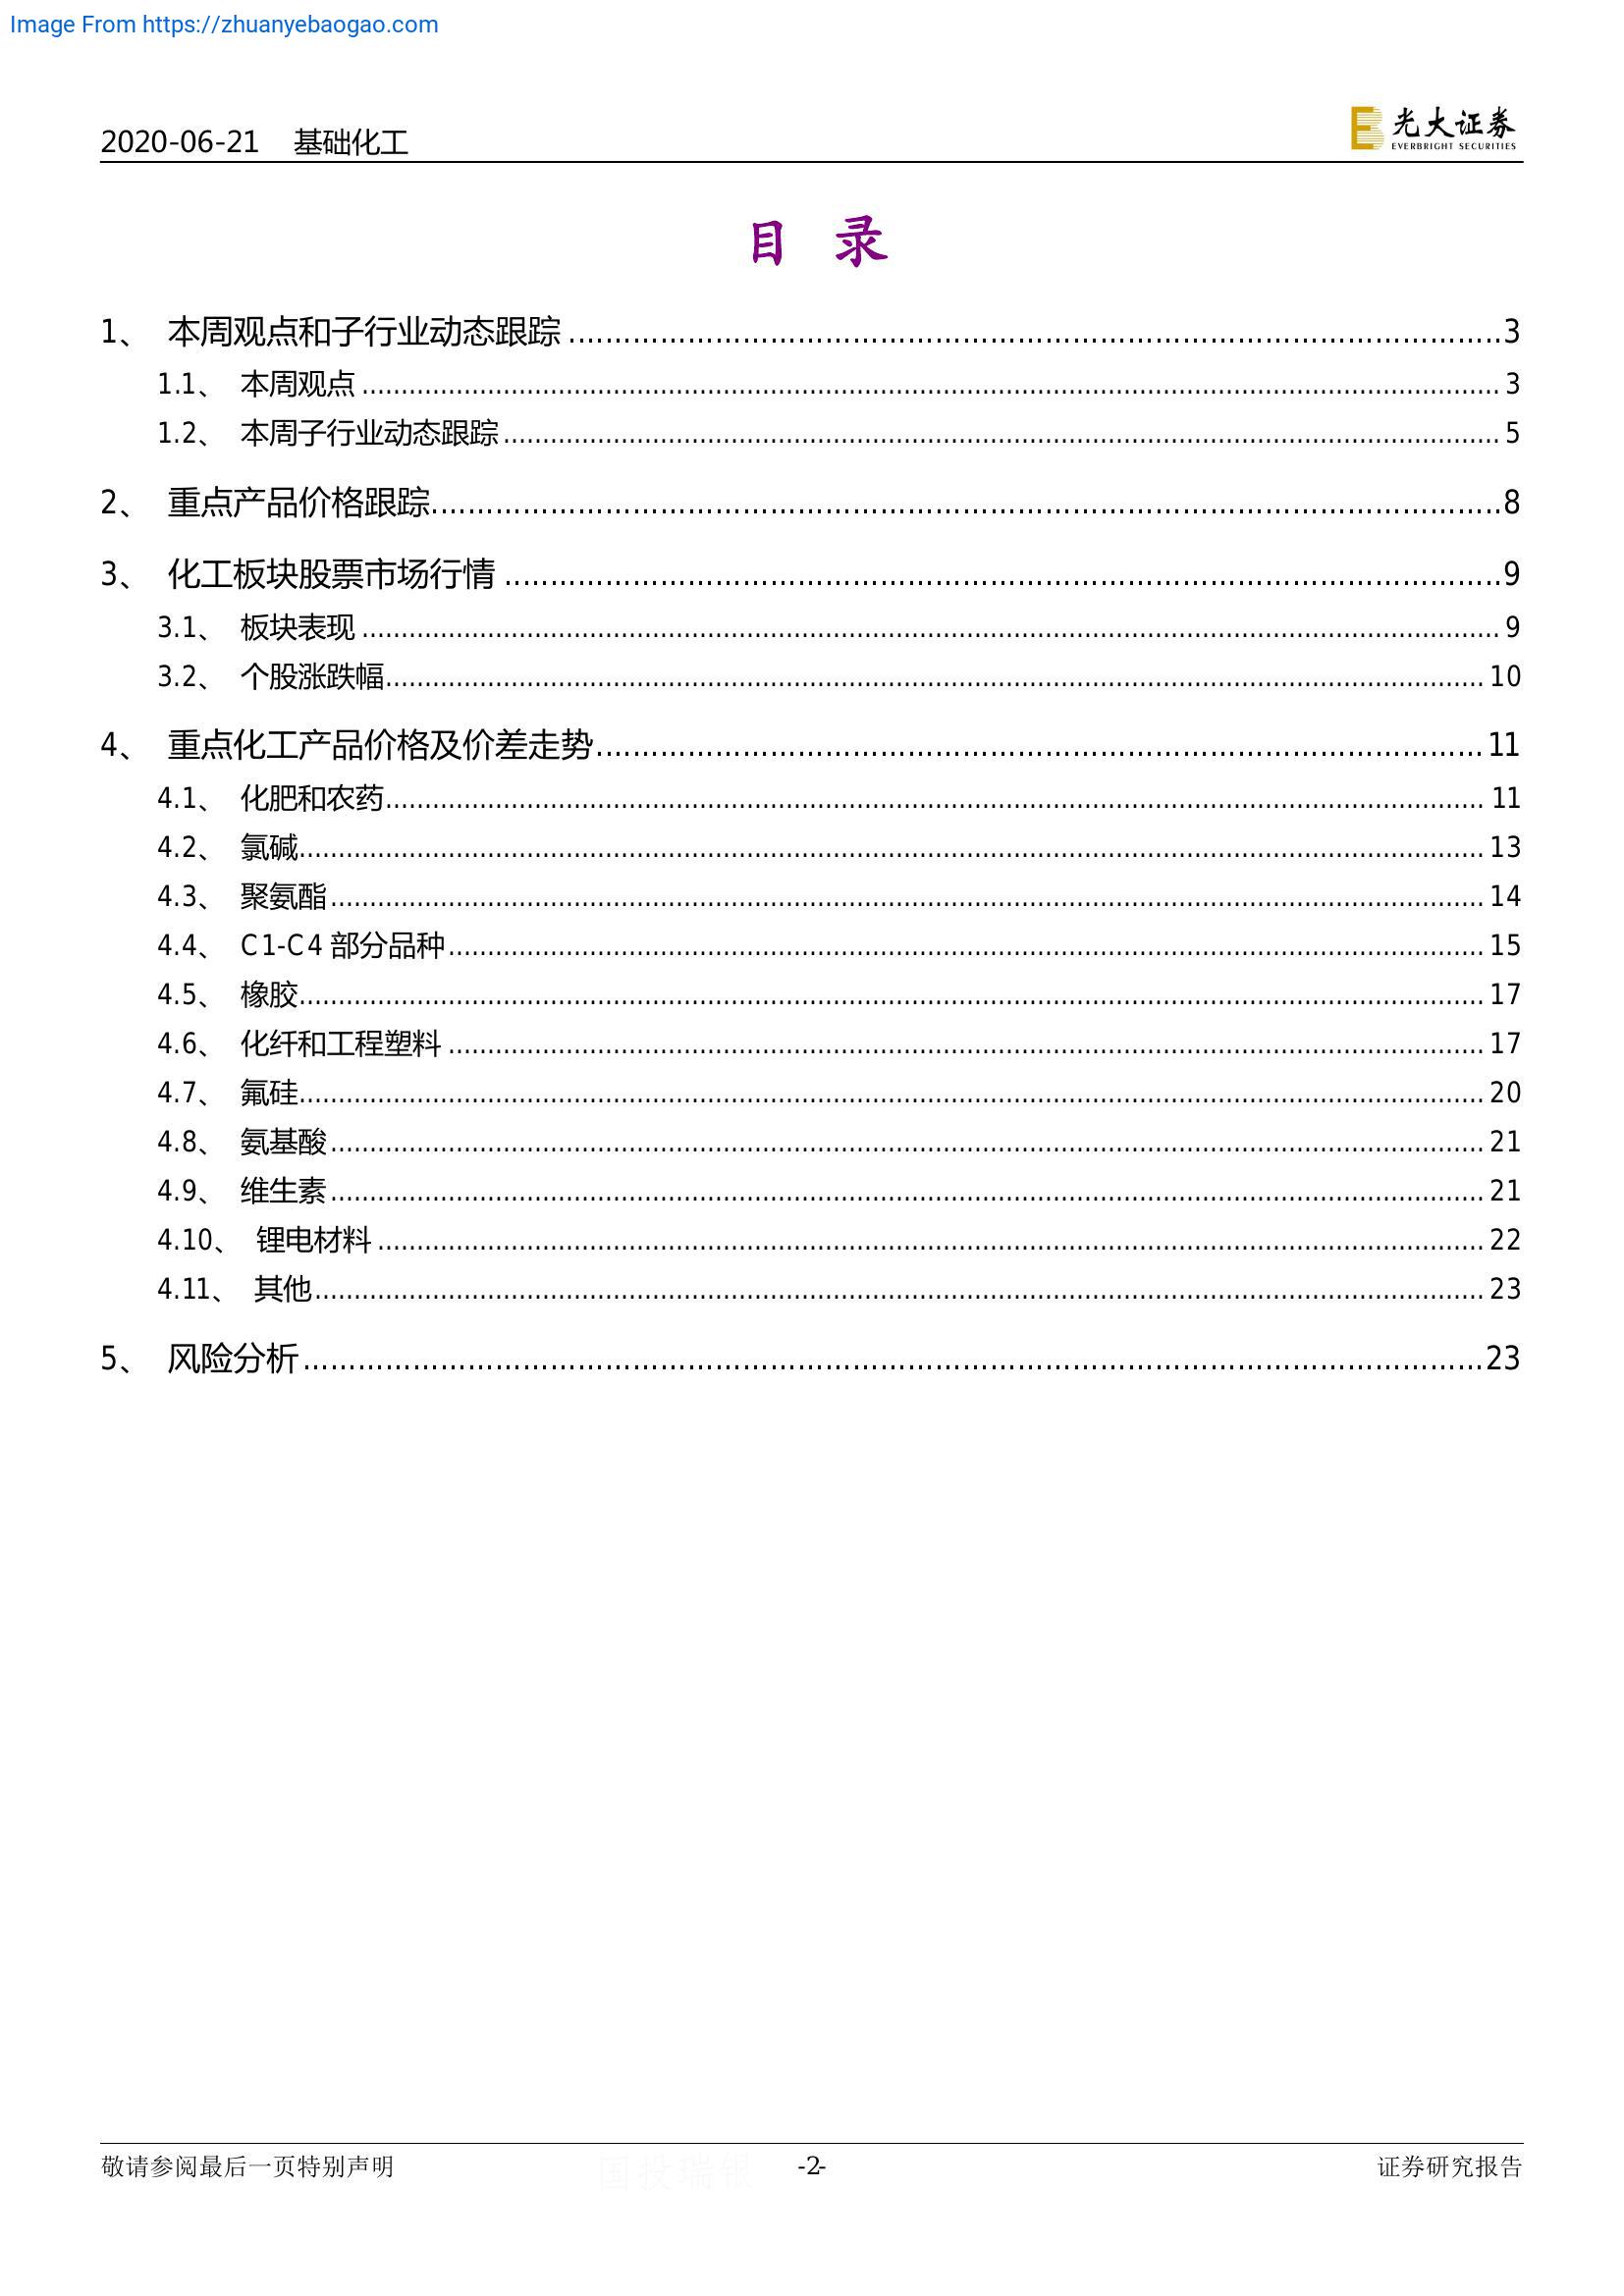 Image From https://zhuanyebaogao.com
2020-06-21 基础化工
光大证券
EVERBRIGHT SECURITIES
目 录
1、 本周观点和子行业动态跟踪 ........ 3
1.1、 本周观点 ........ 3
1.2、 本周子行业动态跟踪 ........ 5
2、 重点产品价格跟踪 ........ 8
3、 化工板块股票市场行情 ........ 9
3.1、 板块表现 ........ 9
3.2、 个股涨跌幅 ........ 10
4、 重点化工产品价格及价差走势 ........ 11
4.1、 化肥和农药 ........ 11
4.2、 氯碱 ........ 13
4.3、 聚氨酯 ........ 14
4.4、 C1-C4 部分品种 ........ 15
4.5、 橡胶 ........ 17
4.6、 化纤和工程塑料 ........ 17
4.7、 氟硅 ........ 20
4.8、 氨基酸 ........ 21
4.9、 维生素 ........ 21
4.10、 锂电材料 ........ 22
4.11、 其他 ........ 23
5、 风险分析 ........ 23
敬请参阅最后一页特别声明 国投瑞银 -2- 证券研究报告